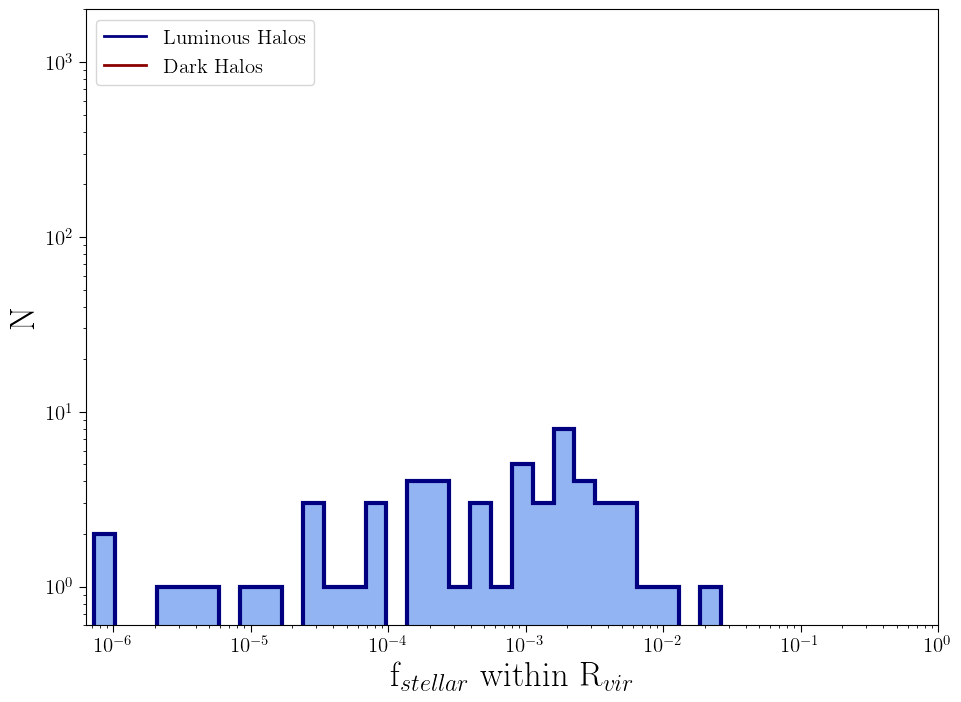 Luminous Halos
Dark Halos
10³
10²
10¹
10⁰
N
10⁻⁶ 10⁻⁵ 10⁻⁴ 10⁻³ 10⁻² 10⁻¹ 10⁰
f_stellar within R_vir